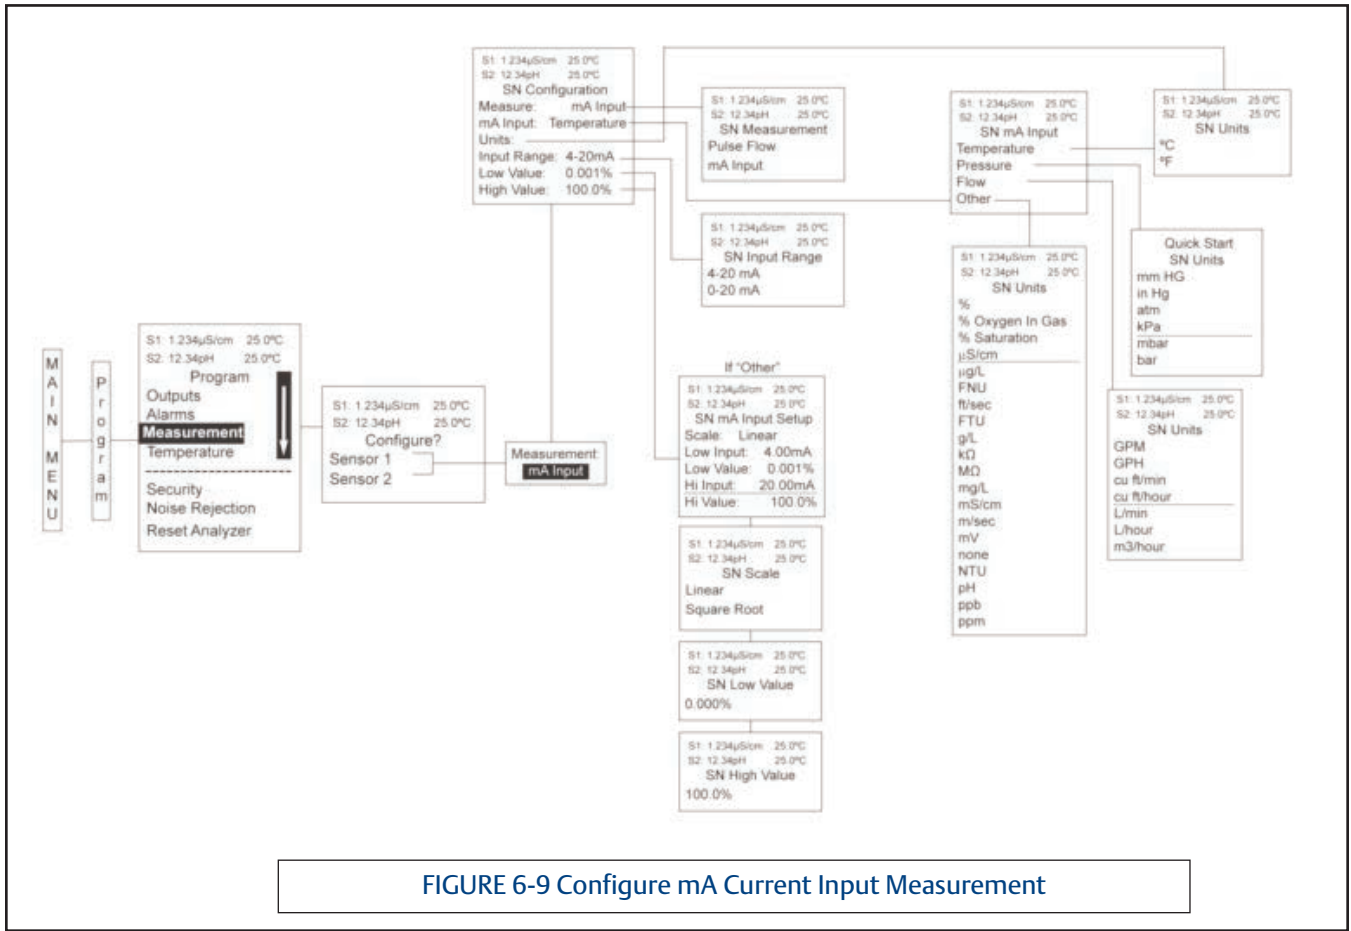 MAIN MENU
Program
S1: 1.234µS/cm 25.0ºC
S2: 12.34pH 25.0ºC
Program
Outputs
Alarms
Measurement
Temperature
Security
Noise Rejection
Reset Analyzer
S1: 1.234µS/cm 25.0ºC
S2: 12.34pH 25.0ºC
Configure?
Sensor 1
Sensor 2
Measurement
mA Input
S1: 1.234µS/cm 25.0ºC
S2: 12.34pH 25.0ºC
SN Configuration
Measure: mA Input
mA Input: Temperature
Units:
Input Range: 4-20mA
Low Value: 0.001%
High Value: 100.0%
S1: 1.234µS/cm 25.0ºC
S2: 12.34pH 25.0ºC
SN Measurement
Pulse Flow
mA Input
S1: 1.234µS/cm 25.0ºC
S2: 12.34pH 25.0ºC
SN Input Range
4-20 mA
0-20 mA
If "Other"
S1: 1.234µS/cm 25.0ºC
S2: 12.34pH 25.0ºC
SN mA Input Setup
Scale: Linear
Low Input: 4.00mA
Low Value: 0.001%
Hi Input: 20.00mA
Hi Value: 100.0%
S1: 1.234µS/cm 25.0ºC
S2: 12.34pH 25.0ºC
SN Scale
Linear
Square Root
S1: 1.234µS/cm 25.0ºC
S2: 12.34pH 25.0ºC
SN Low Value
0.000%
S1: 1.234µS/cm 25.0ºC
S2: 12.34pH 25.0ºC
SN High Value
100.0%
S1: 1.234µS/cm 25.0ºC
S2: 12.34pH 25.0ºC
SN mA Input
Temperature
Pressure
Flow
Other
S1: 1.234µS/cm 25.0ºC
S2: 12.34pH 25.0ºC
SN Units
%
% Oxygen In Gas
% Saturation
µS/cm
µg/L
FNU
ft/sec
FTU
g/L
kΩ
MΩ
mg/L
mS/cm
m/sec
mV
none
NTU
pH
ppb
ppm
S1: 1.234µS/cm 25.0ºC
S2: 12.34pH 25.0ºC
SN Units
ºC
ºF
Quick Start
SN Units
mm HG
in Hg
atm
kPa
mbar
bar
S1: 1.234µS/cm 25.0ºC
S2: 12.34pH 25.0ºC
SN Units
GPM
GPH
cu ft/min
cu ft/hour
L/min
L/hour
m3/hour
FIGURE 6-9 Configure mA Current Input Measurement